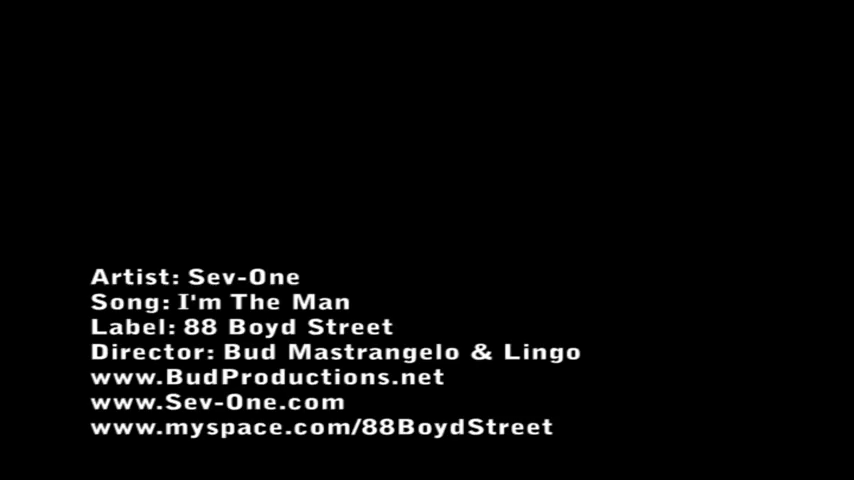 Artist: Sev-One
Song: I'm The Man
Label: 88 Boyd Street
Director: Bud Mastrangelo & Lingo
www.BudProductions.net
www.Sev-One.com
www.myspace.com/88BoydStreet